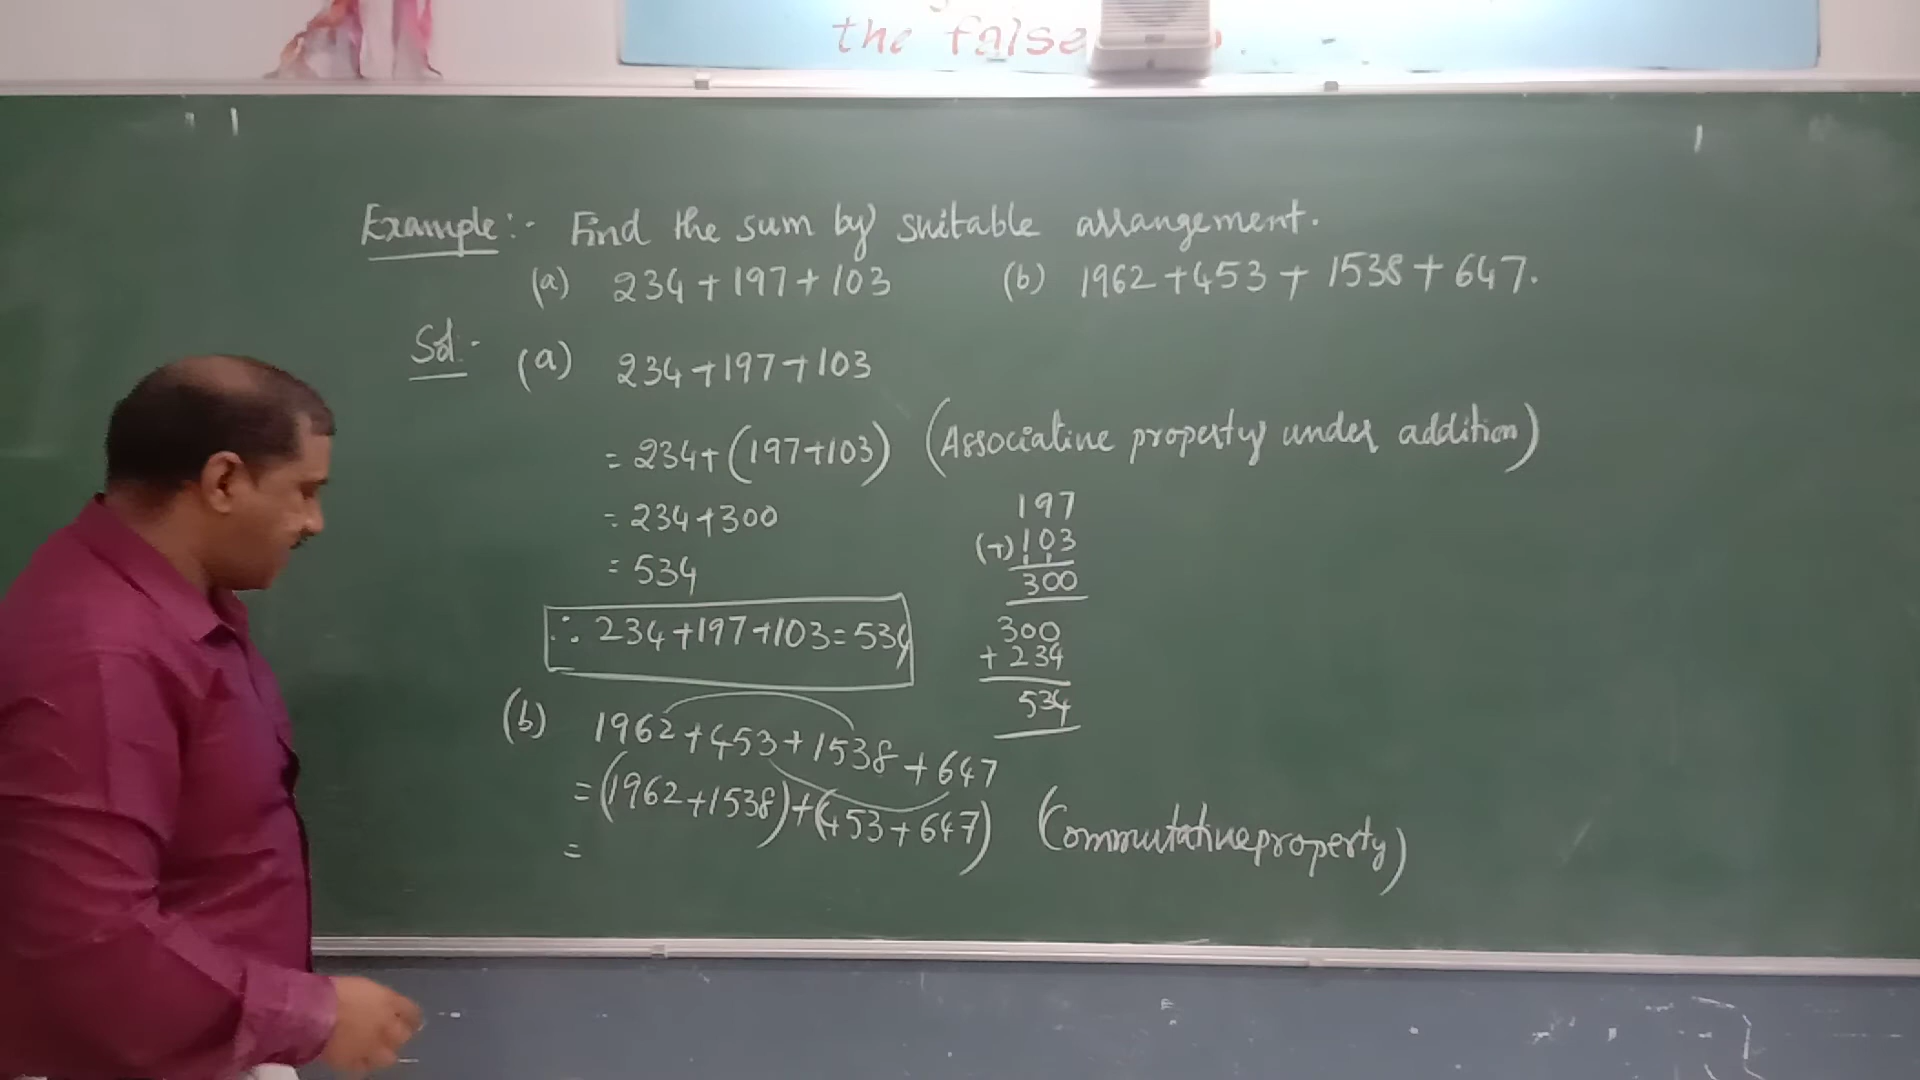 the false
Example:- Find the sum by suitable arrangement.
(a) 234+197+103 (b) 1962+453+1538+647.
Sol:- (a) 234+197+103
= 234+(197+103) (Associative property under addition)
= 234+300
= 534
∴ 234+197+103=534
197
(+)103
300
300
+ 234
534
(b) 1962+453+1538+647
=(1962+1538)+(453+647) (Commutative property)
=